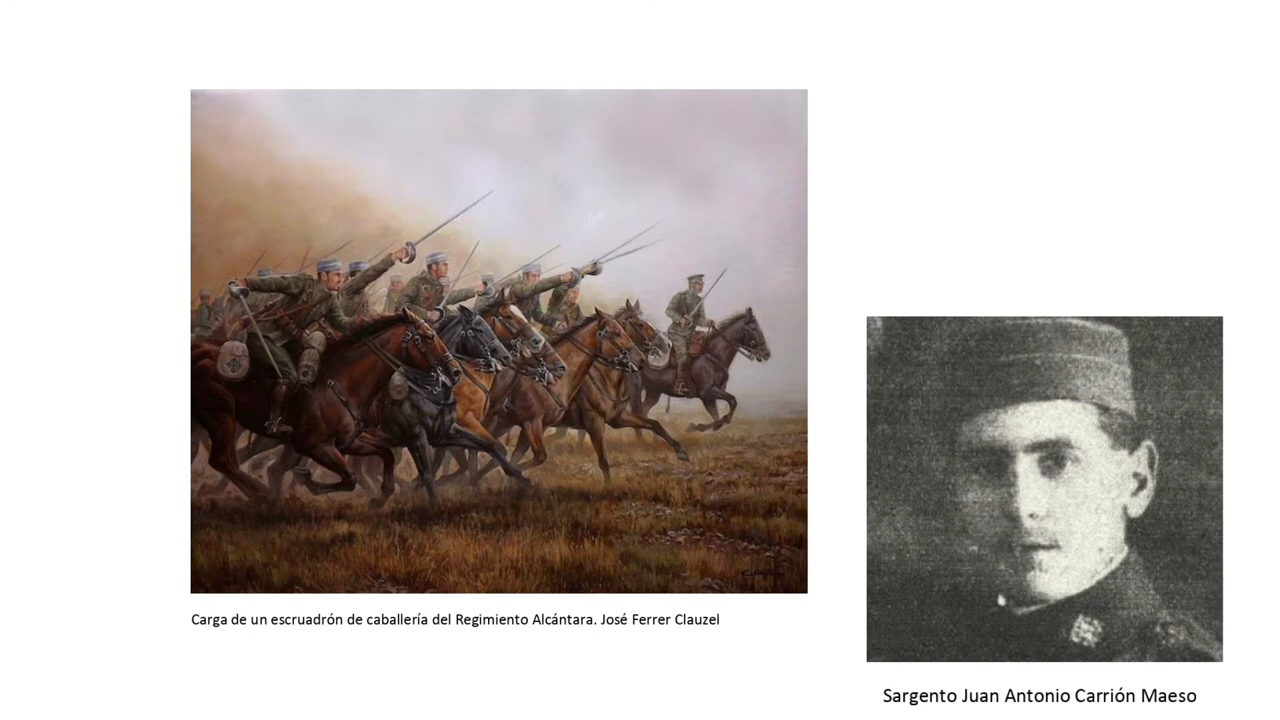 Carga de un escruadrón de caballería del Regimiento Alcántara. José Ferrer Clauzel
Sargento Juan Antonio Carrión Maeso